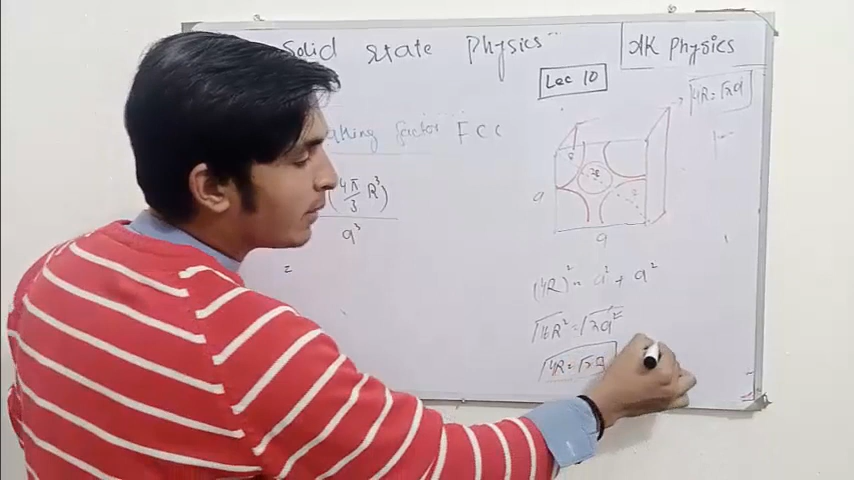 Solid state Physics
AK Physics
Lec 10
4R = √2a
factor FCC
(4π/3 R³)
a³
R
2R
a
a
(4R)² = a² + a²
√16R² = √2a²
4R = √2a